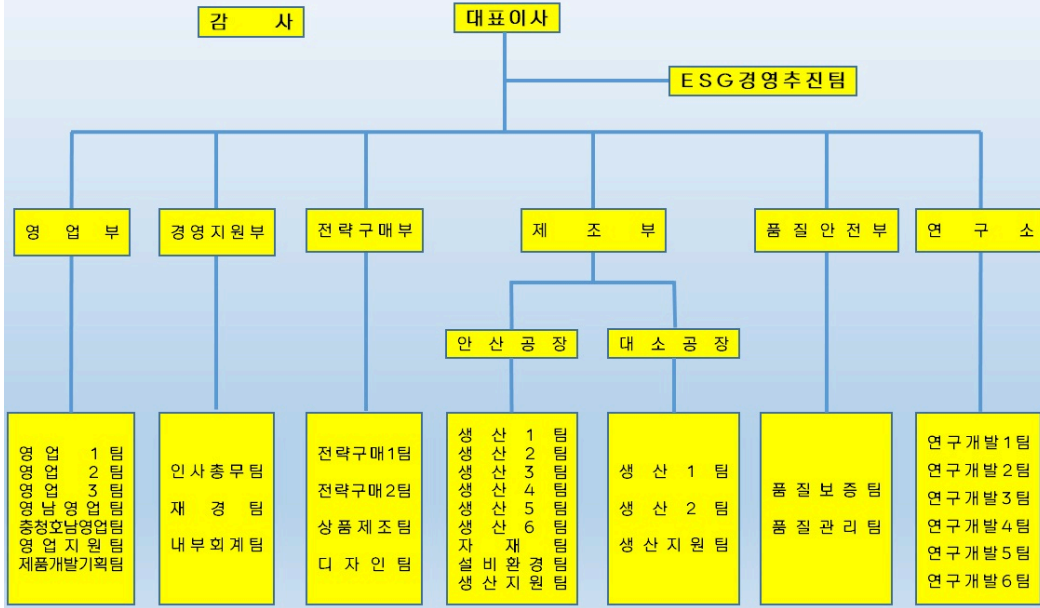 감 사
대표이사
ESG경영추진팀
영 업 부
경영지원부
전략구매부
제 조 부
품질안전부
연 구 소
안 산 공 장
대 소 공 장
영 업 1 팀
영 업 2 팀
영 업 3 팀
영남영업팀
충청호남영업팀
영업지원팀
제품개발기획팀
인사총무팀
재 경 팀
내부회계팀
전략구매1팀
전략구매2팀
상품제조팀
디자인팀
생 산 1 팀
생 산 2 팀
생 산 3 팀
생 산 4 팀
생 산 5 팀
생 산 6 팀
자 재 팀
설비환경팀
생산지원팀
생 산 1 팀
생 산 2 팀
생산지원팀
품질보증팀
품질관리팀
연구개발1팀
연구개발2팀
연구개발3팀
연구개발4팀
연구개발5팀
연구개발6팀